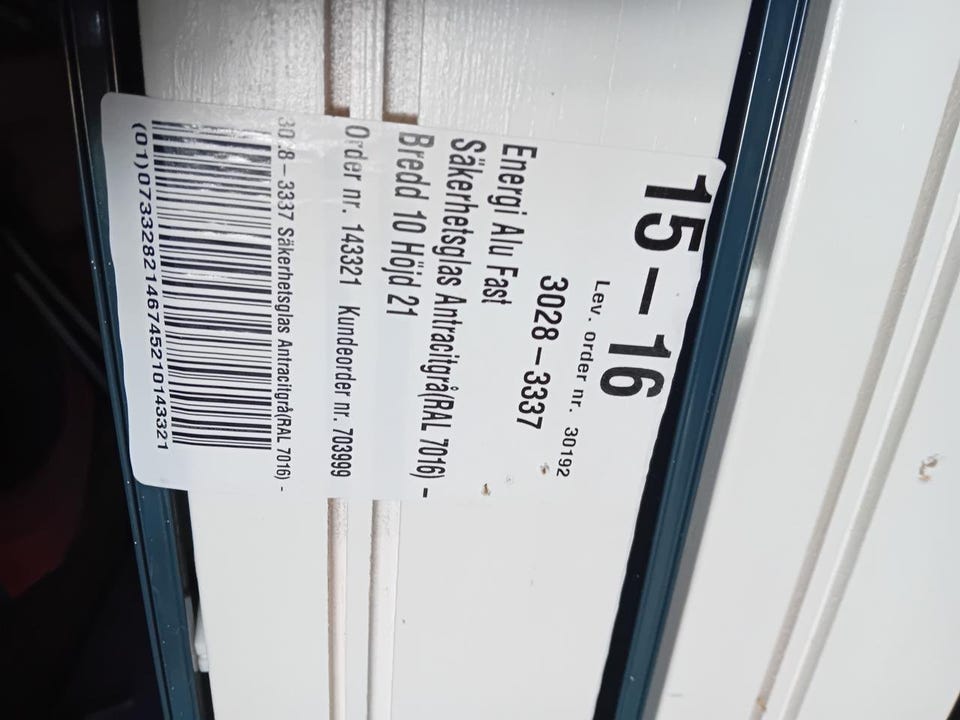 15-16
Lev. order nr. 30192
3028-3337
Energi Alu Fast
Säkerhetsglas Antracitgrå(RAL 7016) -
Bredd 10 Höjd 21
Order nr. 143321 Kundeorder nr. 703999
3028-3337 Säkerhetsglas Antracitgrå(RAL 7016) -
(01)0733282146745210143321